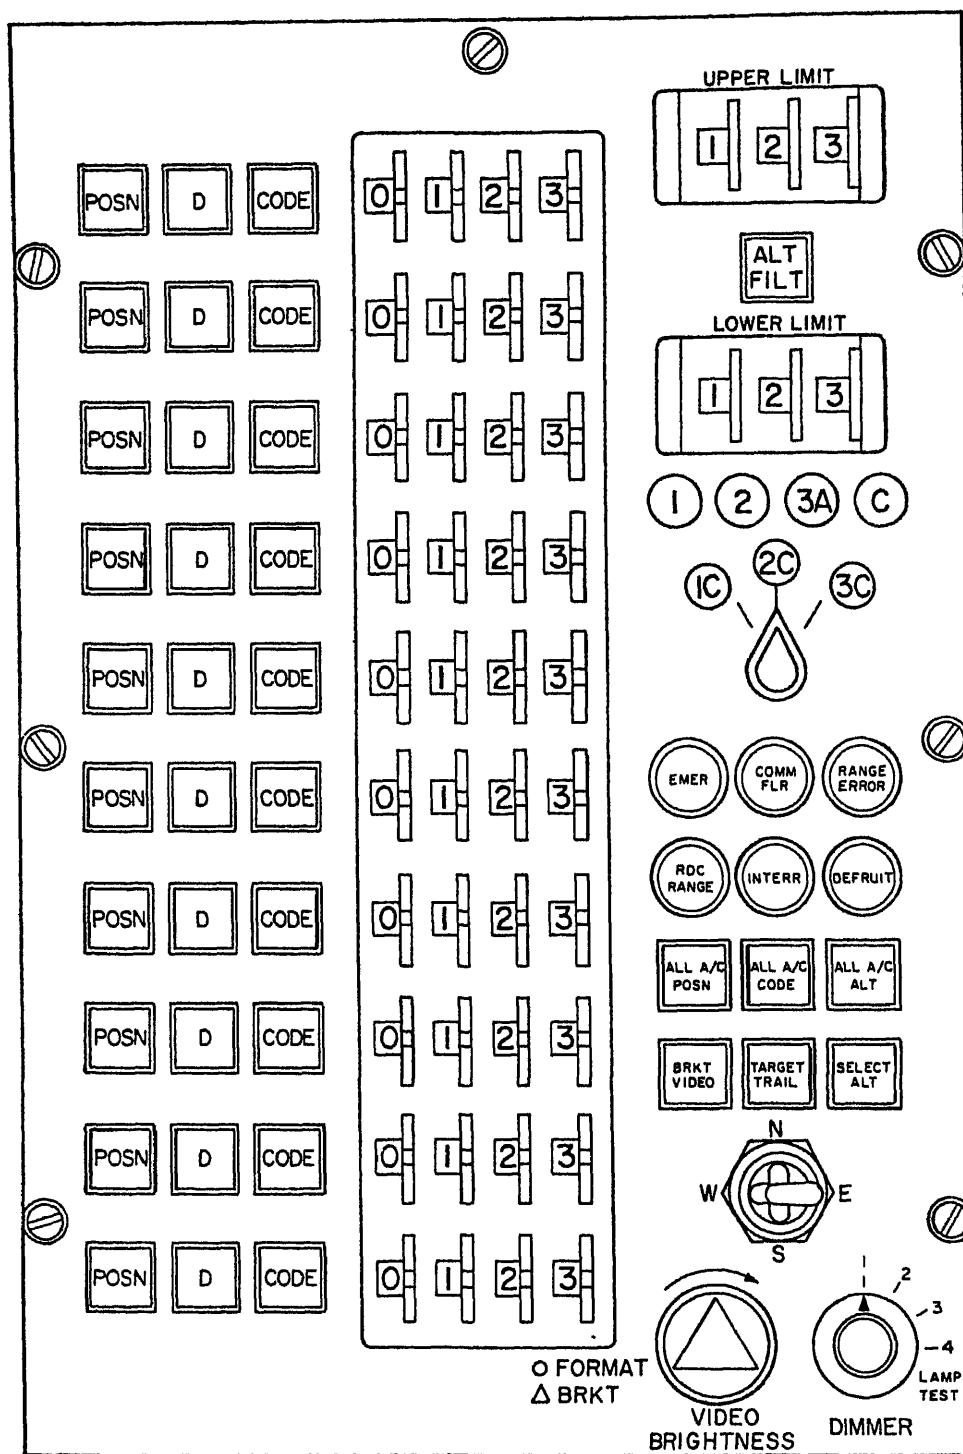 UPPER LIMIT
1 2 3
POSN D CODE 0 1 2 3
ALT
FILT
POSN D CODE 0 1 2 3
LOWER LIMIT
1 2 3
POSN D CODE 0 1 2 3
1 2 3A C
POSN D CODE 0 1 2 3
1C 2C 3C
POSN D CODE 0 1 2 3
POSN D CODE 0 1 2 3
EMER
COMM
FLR
RANGE
ERROR
POSN D CODE 0 1 2 3
RDC
RANGE
INTERR
DEFRUIT
ALL A/C
POSN
ALL A/C
CODE
ALL A/C
ALT
POSN D CODE 0 1 2 3
BRKT
VIDEO
TARGET
TRAIL
SELECT
ALT
POSN D CODE 0 1 2 3
N
W E
S
POSN D CODE 0 1 2 3
2
3
4
LAMP
TEST
O FORMAT
△ BRKT
VIDEO
BRIGHTNESS
DIMMER